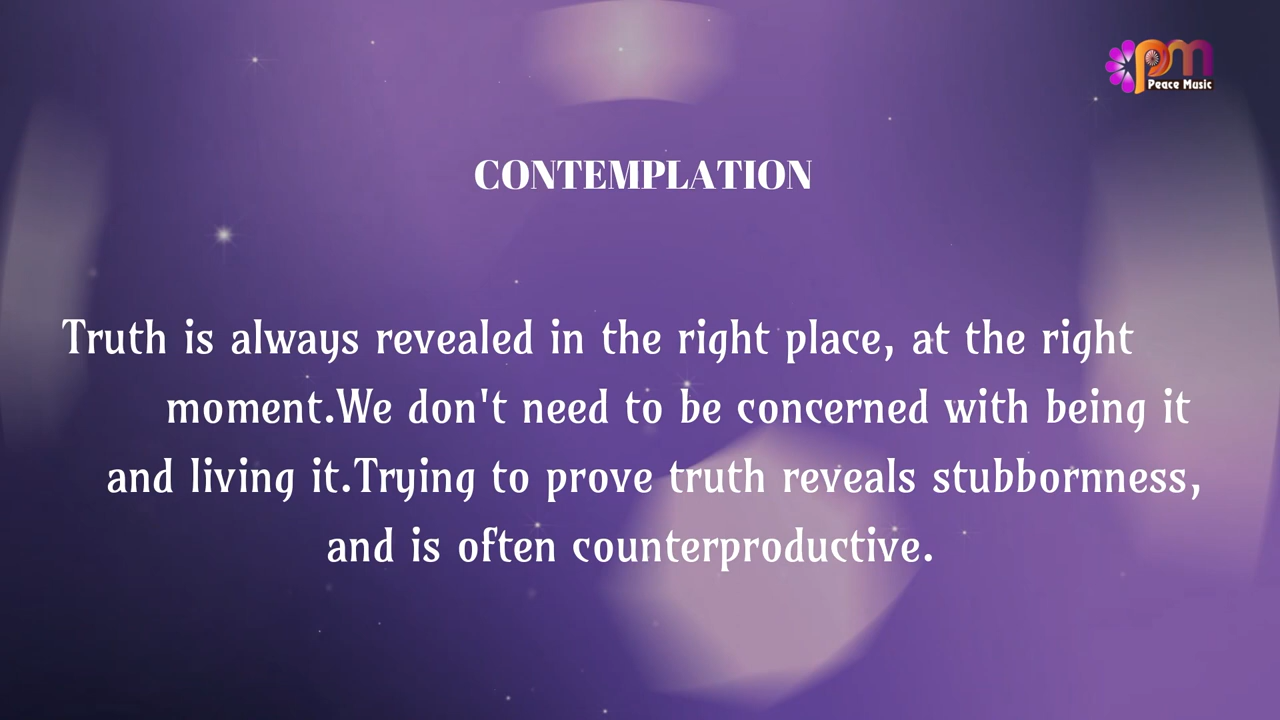 pm
Peace Music
CONTEMPLATION
Truth is always revealed in the right place, at the right
moment.We don't need to be concerned with being it
and living it.Trying to prove truth reveals stubbornness,
and is often counterproductive.